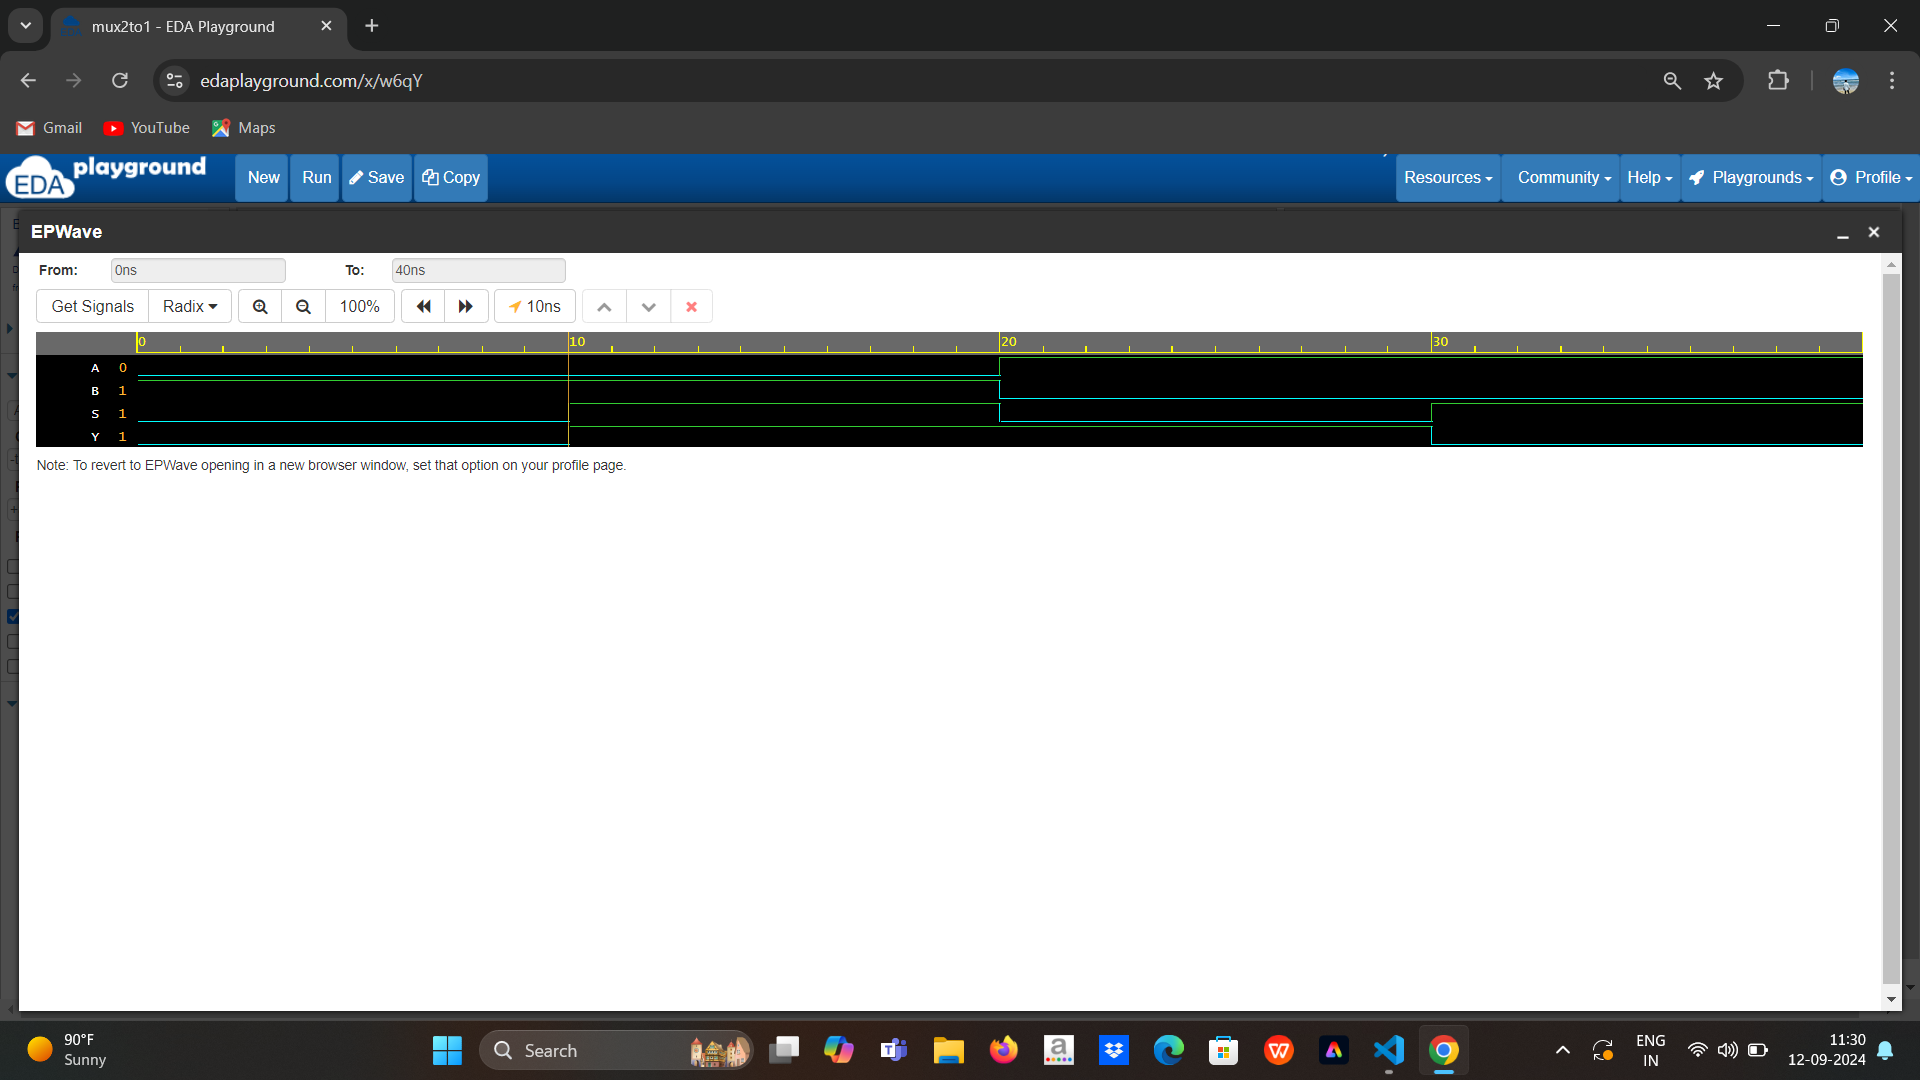 mux2to1 - EDA Playground
edaplayground.com/x/w6qY
Gmail YouTube Maps
EDA playground New Run Save Copy Resources Community Help Playgrounds Profile
EPWave
From: 0ns To: 40ns
Get Signals Radix 100% 10ns
0 10 20 30
A 0
B 1
S 1
Y 1
Note: To revert to EPWave opening in a new browser window, set that option on your profile page.
90°F
Sunny
Search
ENG
IN
11:30
12-09-2024